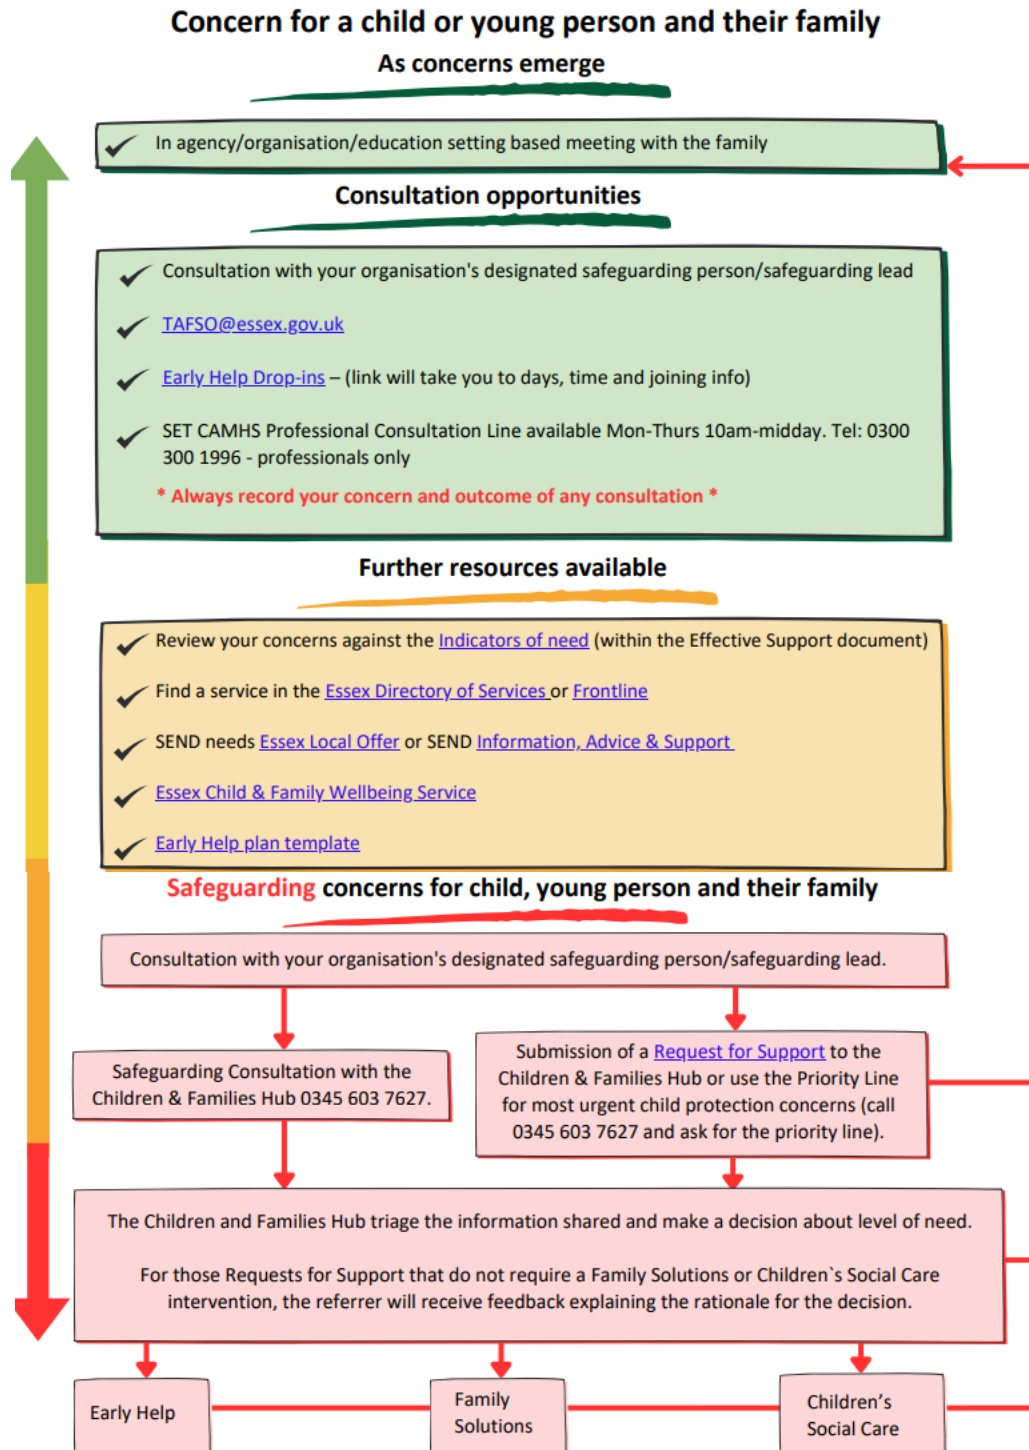 Concern for a child or young person and their family
As concerns emerge
In agency/organisation/education setting based meeting with the family
Consultation opportunities
Consultation with your organisation's designated safeguarding person/safeguarding lead
TAFSO@essex.gov.uk
Early Help Drop-ins – (link will take you to days, time and joining info)
SET CAMHS Professional Consultation Line available Mon-Thurs 10am-midday. Tel: 0300
300 1996 - professionals only
* Always record your concern and outcome of any consultation *
Further resources available
Review your concerns against the Indicators of need (within the Effective Support document)
Find a service in the Essex Directory of Services or Frontline
SEND needs Essex Local Offer or SEND Information, Advice & Support
Essex Child & Family Wellbeing Service
Early Help plan template
Safeguarding concerns for child, young person and their family
Consultation with your organisation's designated safeguarding person/safeguarding lead.
Safeguarding Consultation with the
Children & Families Hub 0345 603 7627.
Submission of a Request for Support to the
Children & Families Hub or use the Priority Line
for most urgent child protection concerns (call
0345 603 7627 and ask for the priority line).
The Children and Families Hub triage the information shared and make a decision about level of need.
For those Requests for Support that do not require a Family Solutions or Children`s Social Care
intervention, the referrer will receive feedback explaining the rationale for the decision.
Early Help
Family
Solutions
Children’s
Social Care